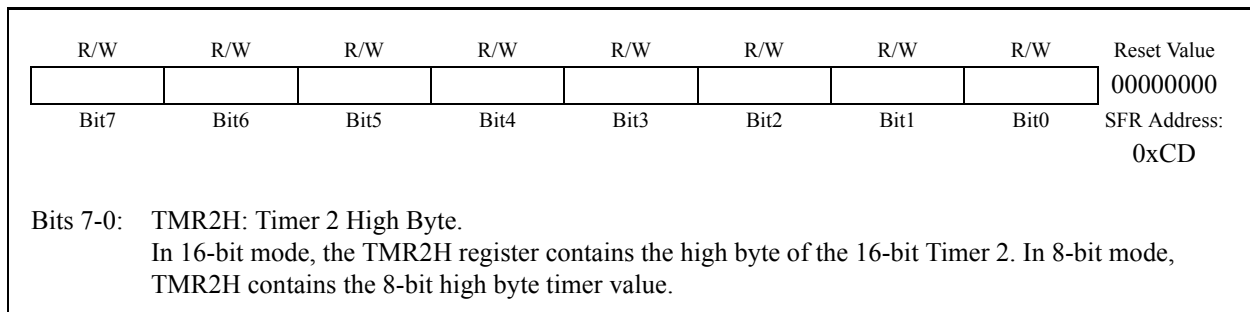 R/W R/W R/W R/W R/W R/W R/W R/W Reset Value
00000000
Bit7 Bit6 Bit5 Bit4 Bit3 Bit2 Bit1 Bit0 SFR Address:
0xCD
Bits 7-0: TMR2H: Timer 2 High Byte.
In 16-bit mode, the TMR2H register contains the high byte of the 16-bit Timer 2. In 8-bit mode,
TMR2H contains the 8-bit high byte timer value.